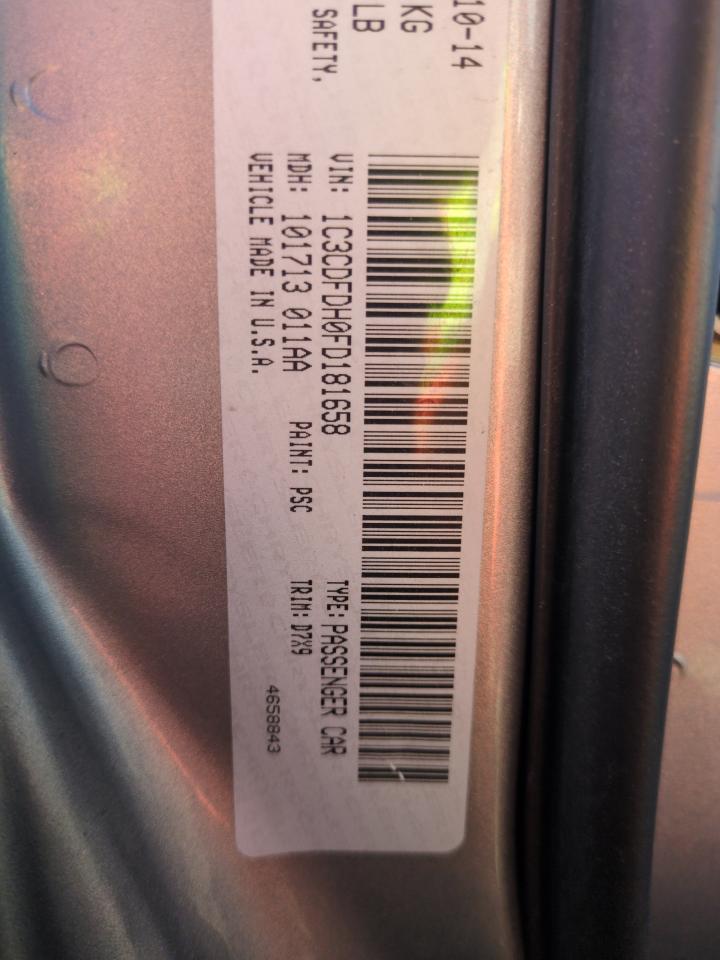 10-14
KG
LB
SAFETY,
VIN: 1C3CDFDH0FD181658 TYPE: PASSENGER CAR
MDH: 101713 011AA PAINT: PSC TRIM: D7X9
VEHICLE MADE IN U.S.A. 4658843